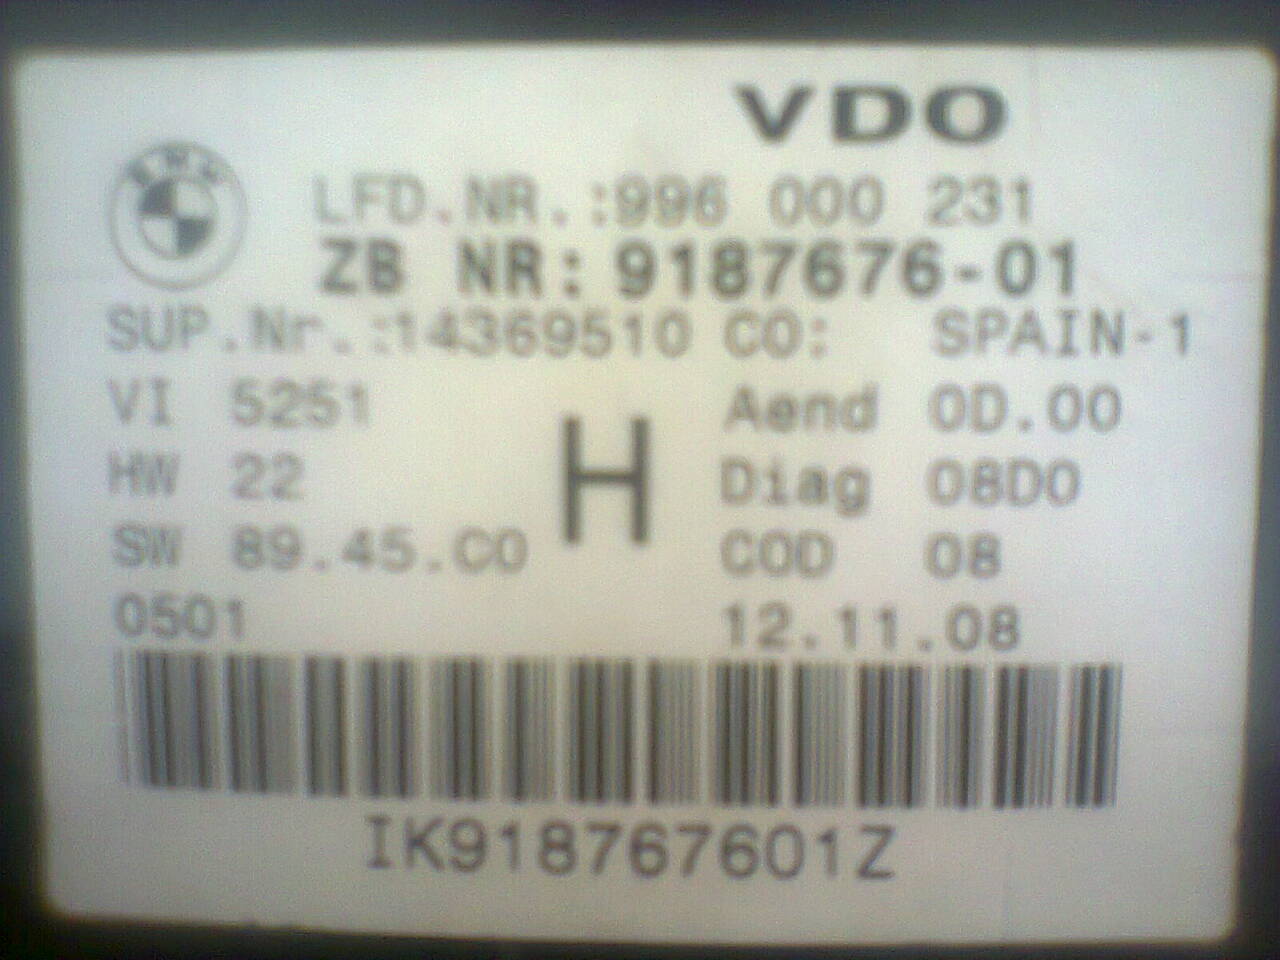 VDO
BMW
LFD.NR.:996 000 231
ZB NR: 9187676-01
SUP.Nr.:14369510 CO: SPAIN-1
VI 5251 Aend 0D.00
HW 22 Diag 08D0
H
SW 89.45.C0 COD 08
0501 12.11.08
IK918767601Z